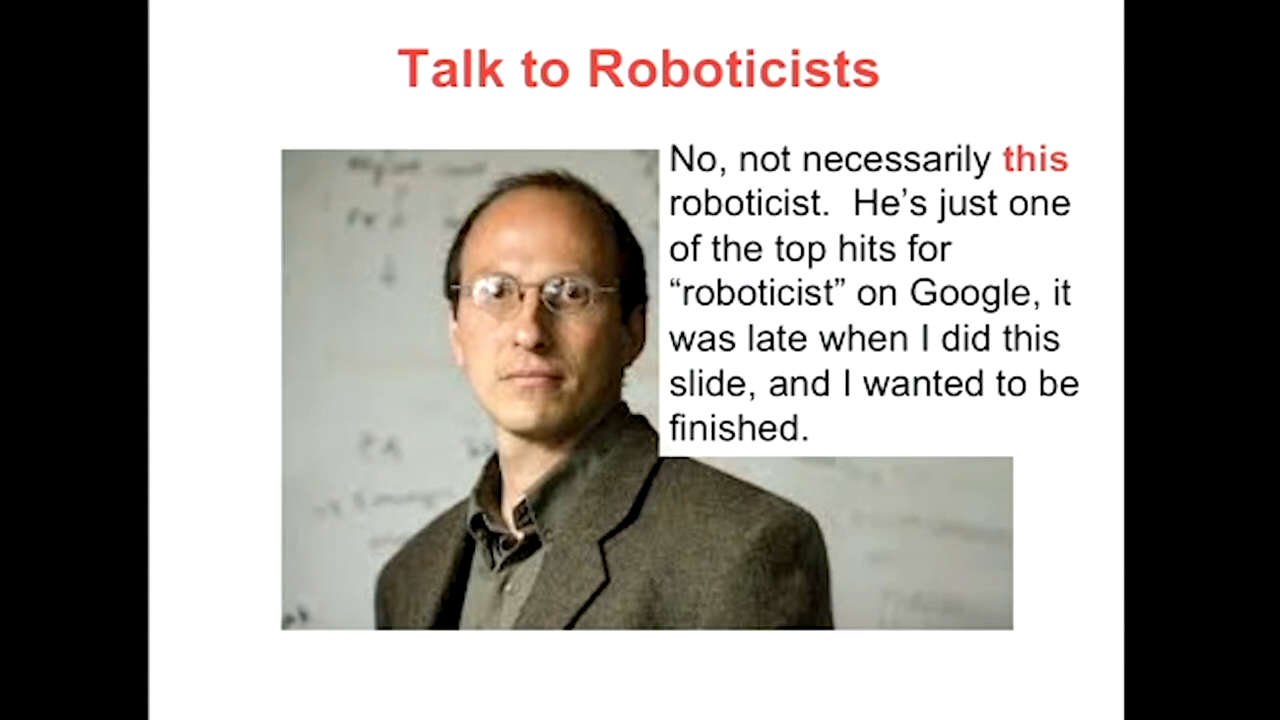 Talk to Roboticists
No, not necessarily this
roboticist.  He’s just one
of the top hits for
“roboticist” on Google, it
was late when I did this
slide, and I wanted to be
finished.